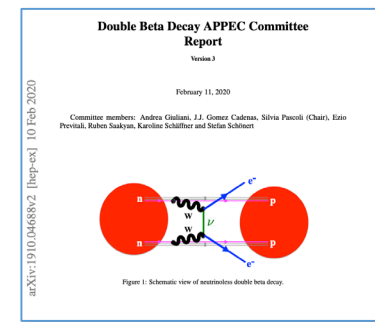 Double Beta Decay APPEC Committee
Report
Version 3
February 11, 2020
Committee members: Andrea Giuliani, J.J. Gomez Cadenas, Silvia Pascoli (Chair), Ezio
Previtali, Ruben Saakyan, Karoline Schäffner and Stefan Schönert
arXiv:1910.04688v2 [hep-ex] 10 Feb 2020
n
p
e-
W
ν
W
n
p
e-
Figure 1: Schematic view of neutrinoless double beta decay.